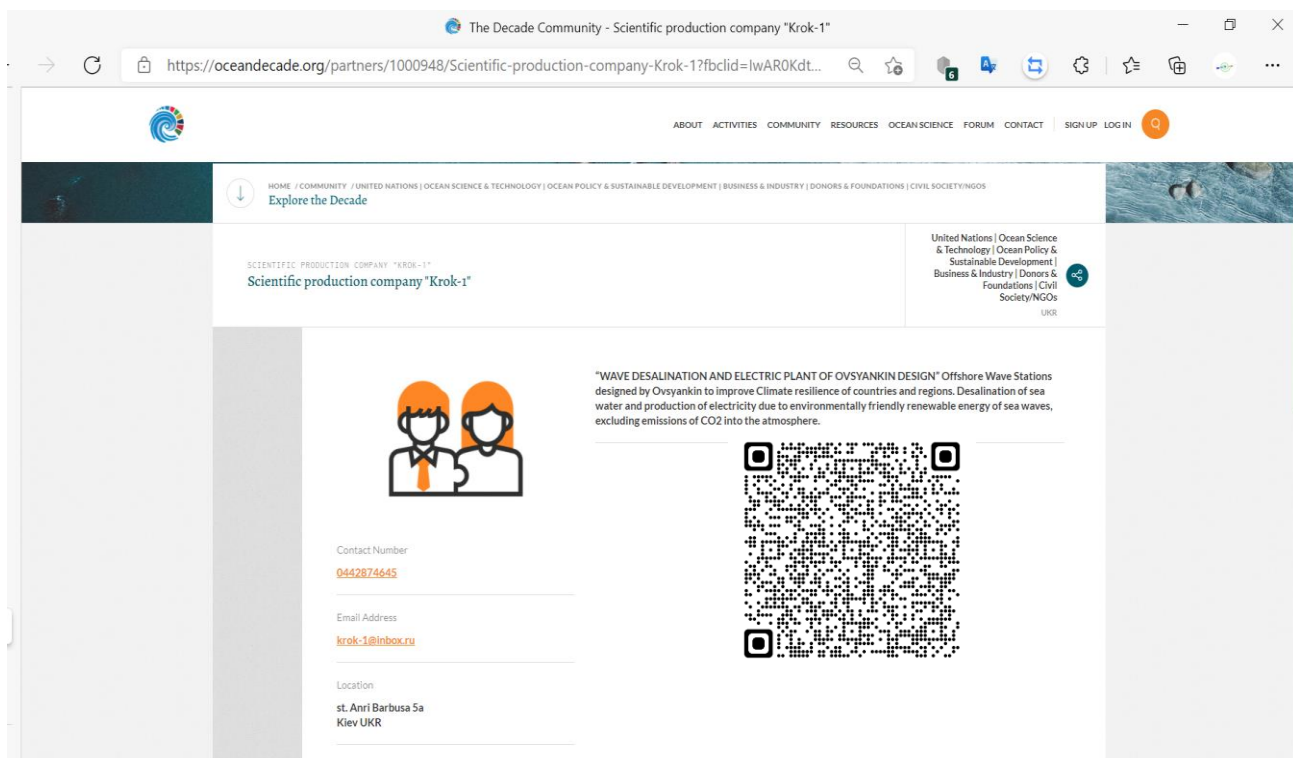 The Decade Community - Scientific production company "Krok-1"
https://oceandecade.org/partners/1000948/Scientific-production-company-Krok-1?fbclid=IwAR0Kdt...
6
ABOUT ACTIVITIES COMMUNITY RESOURCES OCEAN SCIENCE FORUM CONTACT SIGN UP LOG IN
HOME / COMMUNITY / UNITED NATIONS | OCEAN SCIENCE & TECHNOLOGY | OCEAN POLICY & SUSTAINABLE DEVELOPMENT | BUSINESS & INDUSTRY | DONORS & FOUNDATIONS | CIVIL SOCIETY/NGOS
Explore the Decade
SCIENTIFIC PRODUCTION COMPANY "KROK-1"
Scientific production company "Krok-1"
United Nations | Ocean Science
& Technology | Ocean Policy &
Sustainable Development |
Business & Industry | Donors &
Foundations | Civil
Society/NGOs
UKR
"WAVE DESALINATION AND ELECTRIC PLANT OF OVSYANKIN DESIGN" Offshore Wave Stations
designed by Ovsyankin to improve Climate resilience of countries and regions. Desalination of sea
water and production of electricity due to environmentally friendly renewable energy of sea waves,
excluding emissions of CO2 into the atmosphere.
Contact Number
0442874645
Email Address
krok-1@inbox.ru
Location
st. Anri Barbusa 5a
Kiev UKR